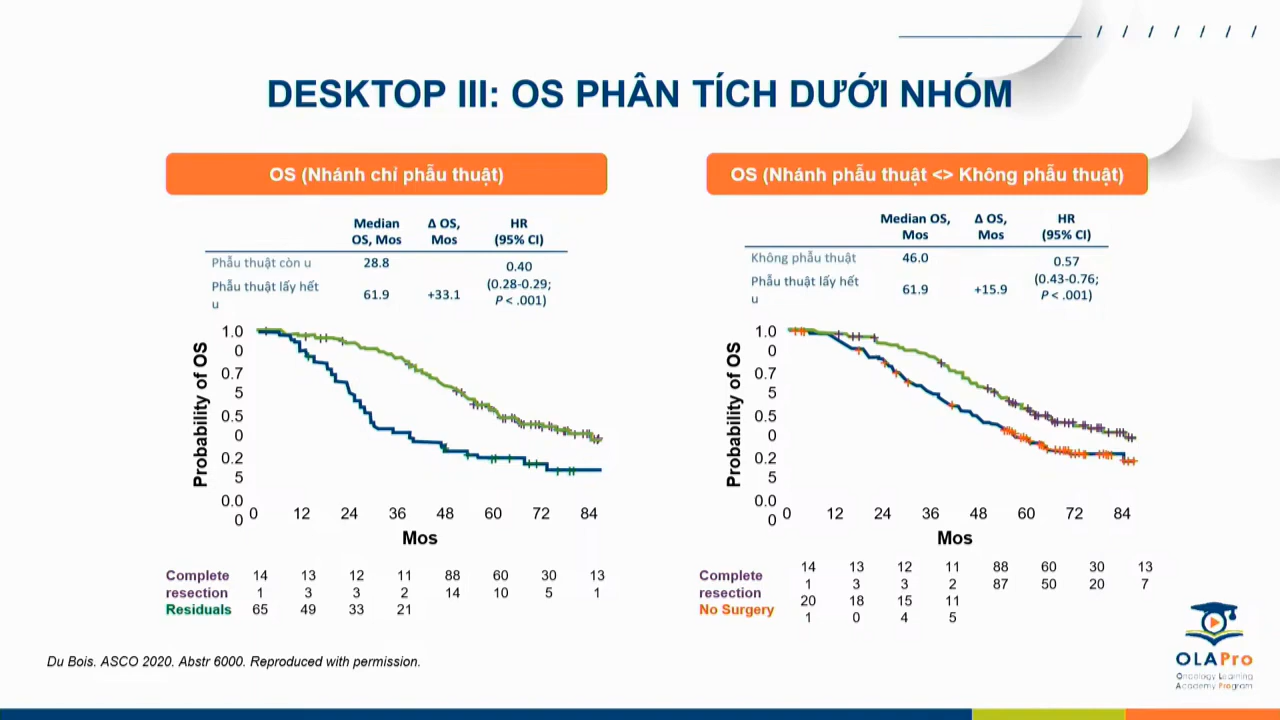 DESKTOP III: OS PHÂN TÍCH DƯỚI NHÓM
OS (Nhánh chỉ phẫu thuật)
Median OS, Mos
Δ OS, Mos
HR (95% CI)
Phẫu thuật còn u
28.8
Phẫu thuật lấy hết u
61.9
+33.1
0.40
(0.28-0.29;
P < .001)
Probability of OS
1.0
0
0.7
5
0.5
0
0.2
5
0.0
0
0 12 24 36 48 60 72 84
Mos
Complete 14 13 12 11 88 60 30 13
resection 1 3 3 2 14 10 5 1
Residuals 65 49 33 21
OS (Nhánh phẫu thuật <> Không phẫu thuật)
Median OS, Mos
Δ OS, Mos
HR (95% CI)
Không phẫu thuật
46.0
Phẫu thuật lấy hết u
61.9
+15.9
0.57
(0.43-0.76;
P < .001)
Probability of OS
1.0
0
0.7
5
0.5
0
0.2
5
0.0
0
0 12 24 36 48 60 72 84
Mos
Complete
resection
No Surgery
14 13 12 11 88 60 30 13
1 3 3 2 87 50 20 7
20 18 15 11
1 0 4 5
Du Bois. ASCO 2020. Abstr 6000. Reproduced with permission.
OLAPro
Oncology Learning
Academy Program